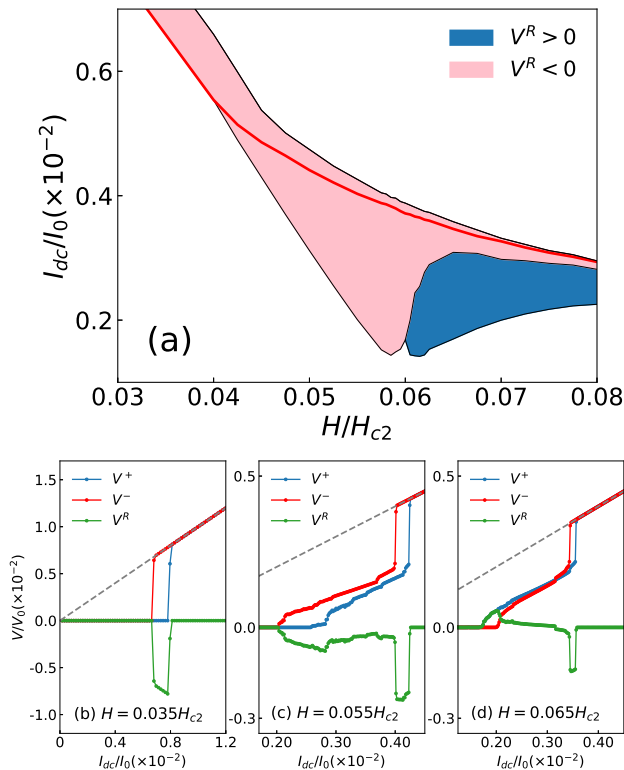 V^R > 0
V^R < 0
I_dc/I_0(×10^-2)
0.6
0.4
0.2
(a)
0.03 0.04 0.05 0.06 0.07 0.08
H/H_c2
V/V_0(×10^-2)
1.5
1.0
0.5
0.0
-0.5
-1.0
V^+
V^-
V^R
(b) H = 0.035H_c2
0 0.4 0.8 1.2
I_dc/I_0(×10^-2)
0.5
0.0
-0.3
V^+
V^-
V^R
(c) H = 0.055H_c2
0.20 0.30 0.40
I_dc/I_0(×10^-2)
0.5
0.0
-0.3
V^+
V^-
V^R
(d) H = 0.065H_c2
0.20 0.30 0.40
I_dc/I_0(×10^-2)